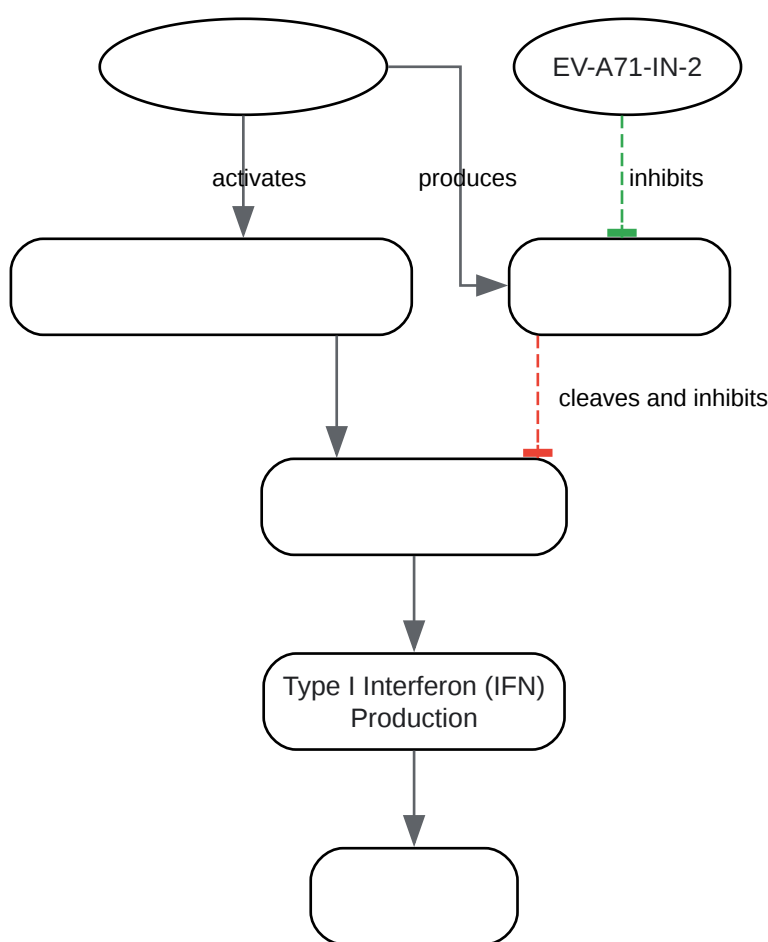 EV-A71-IN-2
activates
produces
inhibits
cleaves and inhibits
Type I Interferon (IFN)
Production